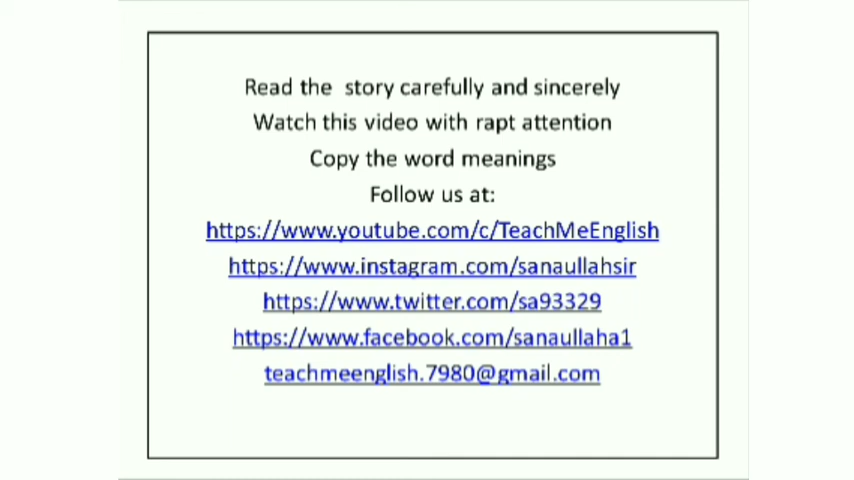 Read the  story carefully and sincerely
Watch this video with rapt attention
Copy the word meanings
Follow us at:
https://www.youtube.com/c/TeachMeEnglish
https://www.instagram.com/sanaullahsir
https://www.twitter.com/sa93329
https://www.facebook.com/sanaullaha1
teachmeenglish.7980@gmail.com